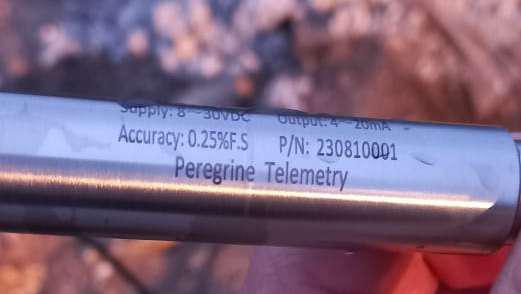 Supply: 8~30VDC Output: 4~20mA
Accuracy: 0.25%F.S P/N: 230810001
Peregrine Telemetry